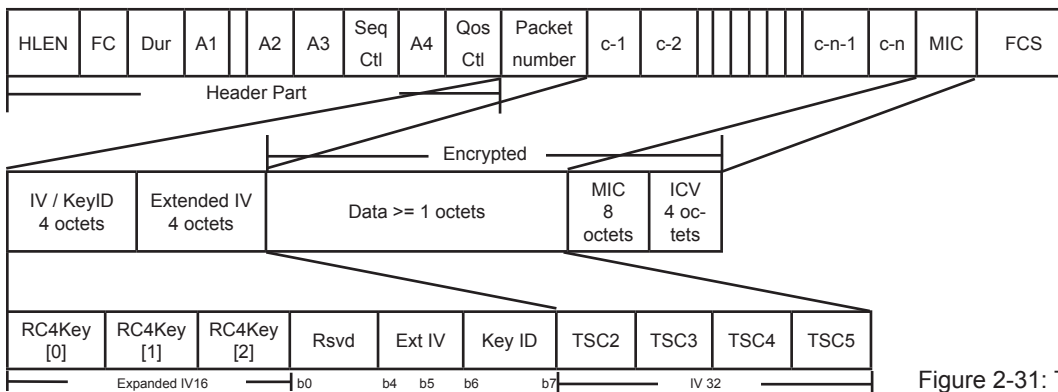 HLEN FC Dur A1 A2 A3 Seq Ctl A4 Qos Ctl Packet number c-1 c-2 c-n-1 c-n MIC FCS
Header Part
Encrypted
IV / KeyID 4 octets Extended IV 4 octets Data >= 1 octets MIC 8 octets ICV 4 oc-tets
RC4Key [0] RC4Key [1] RC4Key [2] Rsvd Ext IV Key ID TSC2 TSC3 TSC4 TSC5
Expanded IV16 b0 b4 b5 b6 b7 IV 32
Figure 2-31: